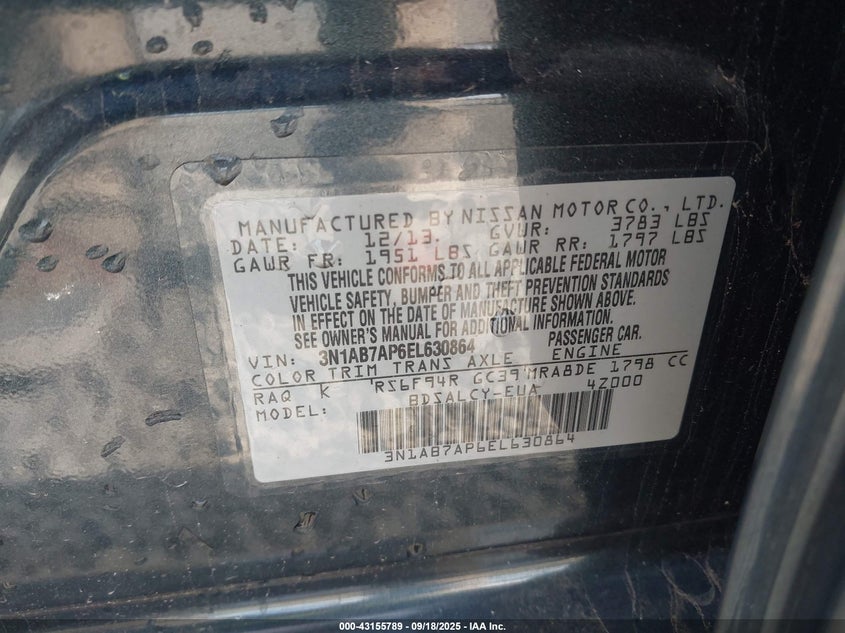 MANUFACTURED BY NISSAN MOTOR CO., LTD.
DATE: 12/13. GVWR: 3783 LBS
GAWR FR: 1951 LBS GAWR RR: 1797 LBS
THIS VEHICLE CONFORMS TO ALL APPLICABLE FEDERAL MOTOR
VEHICLE SAFETY, BUMPER AND THEFT PREVENTION STANDARDS
IN EFFECT ON THE DATE OF MANUFACTURE SHOWN ABOVE.
SEE OWNER'S MANUAL FOR ADDITIONAL INFORMATION.
VIN: 3N1AB7AP6EL630864 PASSENGER CAR.
COLOR TRIM TRANS AXLE ENGINE
RAQ K RS6F94R GC39 MRA8DE 1798 CC
MODEL: BDSALCY-EUA 4Z000
3N1AB7AP6EL630864
000-43155789 - 09/18/2025 - IAA Inc.